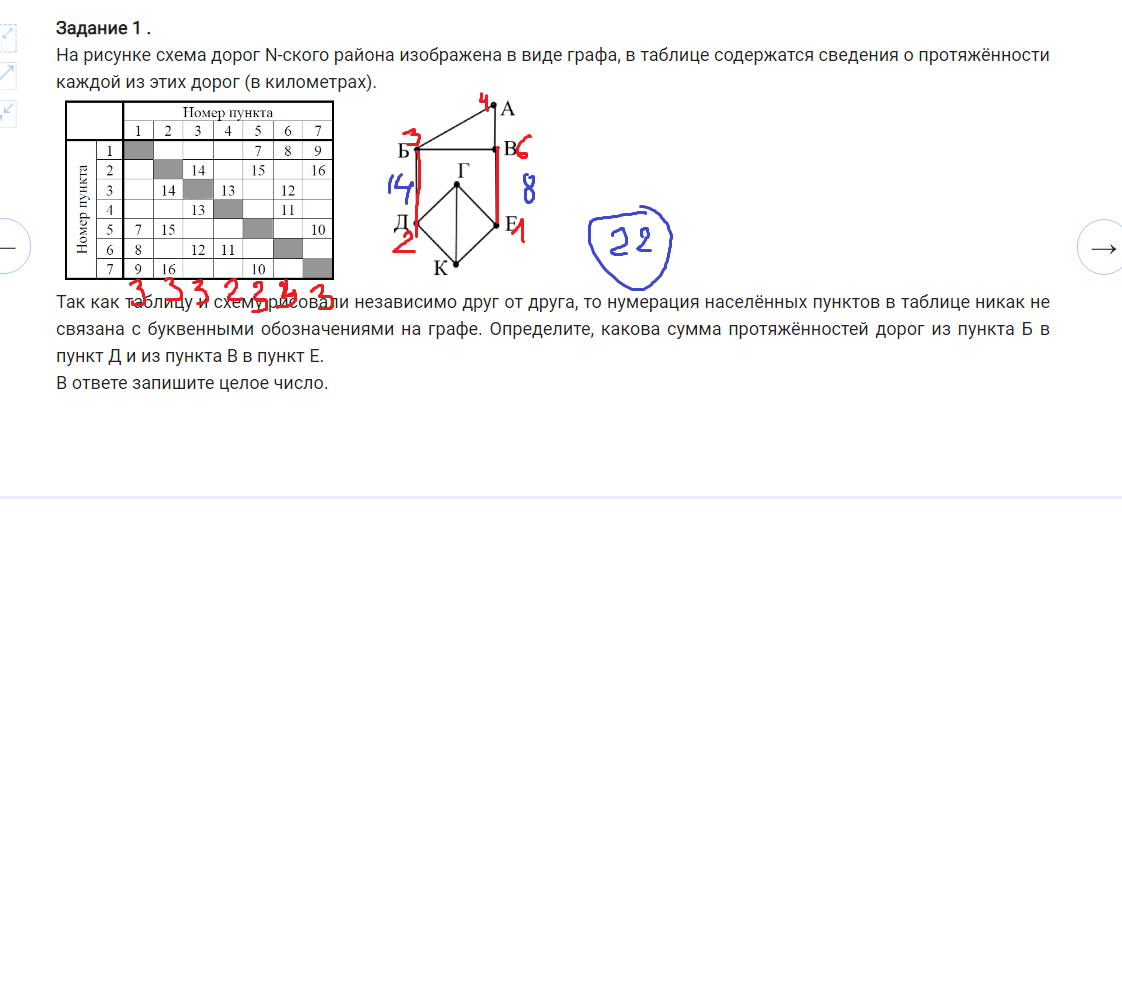 Задание 1 .
На рисунке схема дорог N-ского района изображена в виде графа, в таблице содержатся сведения о протяжённости
каждой из этих дорог (в километрах).
Номер пункта
1 2 3 4 5 6 7
Номер пункта
1 7 8 9
2 14 15 16
3 14 13 12
4 13 11
5 7 15 10
6 8 12 11
7 9 16 10
3 3 3 2 3 3 3
4 А
3
Б В 6
Г
14 8
Д Е 1
2
К
22
Так как таблицу и схему рисовали независимо друг от друга, то нумерация населённых пунктов в таблице никак не
связана с буквенными обозначениями на графе. Определите, какова сумма протяжённостей дорог из пункта Б в
пункт Д и из пункта В в пункт Е.
В ответе запишите целое число.